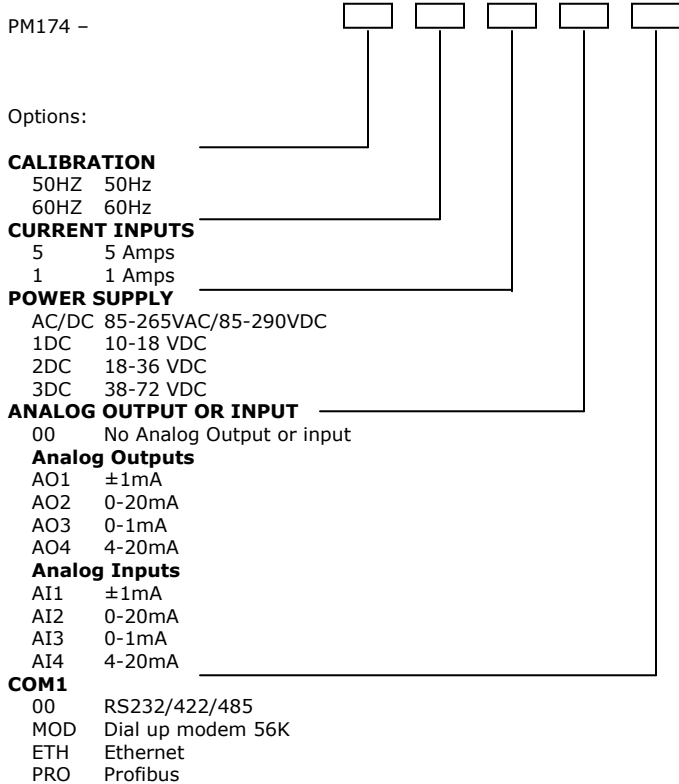 PM174 –
Options:
CALIBRATION
50HZ 50Hz
60HZ 60Hz
CURRENT INPUTS
5 5 Amps
1 1 Amps
POWER SUPPLY
AC/DC 85-265VAC/85-290VDC
1DC 10-18 VDC
2DC 18-36 VDC
3DC 38-72 VDC
ANALOG OUTPUT OR INPUT
00 No Analog Output or input
Analog Outputs
AO1 ±1mA
AO2 0-20mA
AO3 0-1mA
AO4 4-20mA
Analog Inputs
AI1 ±1mA
AI2 0-20mA
AI3 0-1mA
AI4 4-20mA
COM1
00 RS232/422/485
MOD Dial up modem 56K
ETH Ethernet
PRO Profibus